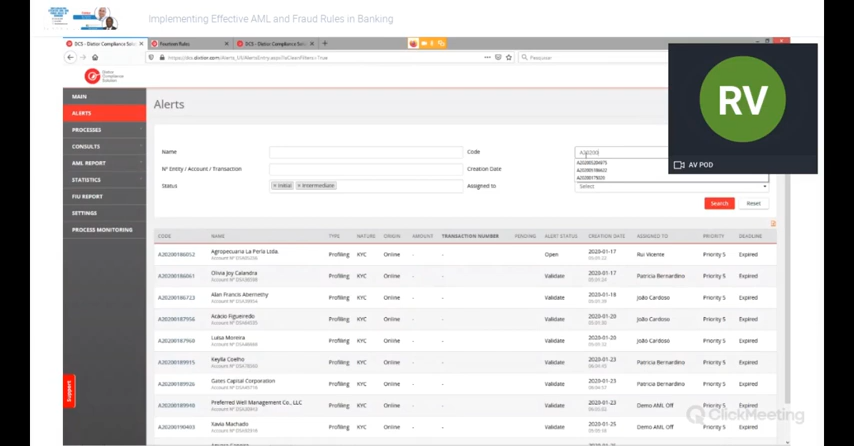 Implementing Effective AML and Fraud Rules in Banking
DCS - Dixtior Compliance Solut
Fourteen Rules
DCS - Dixtior Compliance Solut
Pesquisar
Dixtior
Compliance
Solution
MAIN
ALERTS
PROCESSES
CONSULTS
AML REPORT
STATISTICS
FIU REPORT
SETTINGS
PROCESS MONITORING
Support
Alerts
Name
Code
A20200
Nº Entity / Account / Transaction
Creation Date
Status
× Initial × Intermediate
Assigned to
Select
Search Reset
RV
AV POD
CODE NAME TYPE NATURE ORIGIN AMOUNT TRANSACTION NUMBER PENDING ALERT STATUS CREATION DATE ASSIGNED TO PRIORITY DEADLINE
A20200186052 Agropecuaria La Perla Ltda. Profiling KYC Online - - Open 2020-01-17 Rui Vicente Priority 5 Expired
A20200186061 Olivia Joy Calandra Profiling KYC Online - - Validate 2020-01-17 Patricia Bernardino Priority 5 Expired
A20200186723 Alan Francis Abernethy Profiling KYC Online - - Validate 2020-01-18 João Cardoso Priority 5 Expired
A20200187956 Acácio Figueiredo Profiling KYC Online - - Validate 2020-01-20 João Cardoso Priority 5 Expired
A20200187968 Luisa Moreira Profiling KYC Online - - Validate 2020-01-20 João Cardoso Priority 5 Expired
A20200189915 Keylla Coelho Profiling KYC Online - - Validate 2020-01-23 Patricia Bernardino Priority 5 Expired
A20200189926 Gates Capital Corporation Profiling KYC Online - - Validate 2020-01-23 Patricia Bernardino Priority 5 Expired
A20200189948 Preferred Well Management Co., LLC Profiling KYC Online - - Validate 2020-01-23 Demo AML Off Priority 5 Expired
A20200190493 Xavia Machado Profiling KYC Online - - Validate 2020-01-25 Demo AML Off Priority 5 Expired
ClickMeeting